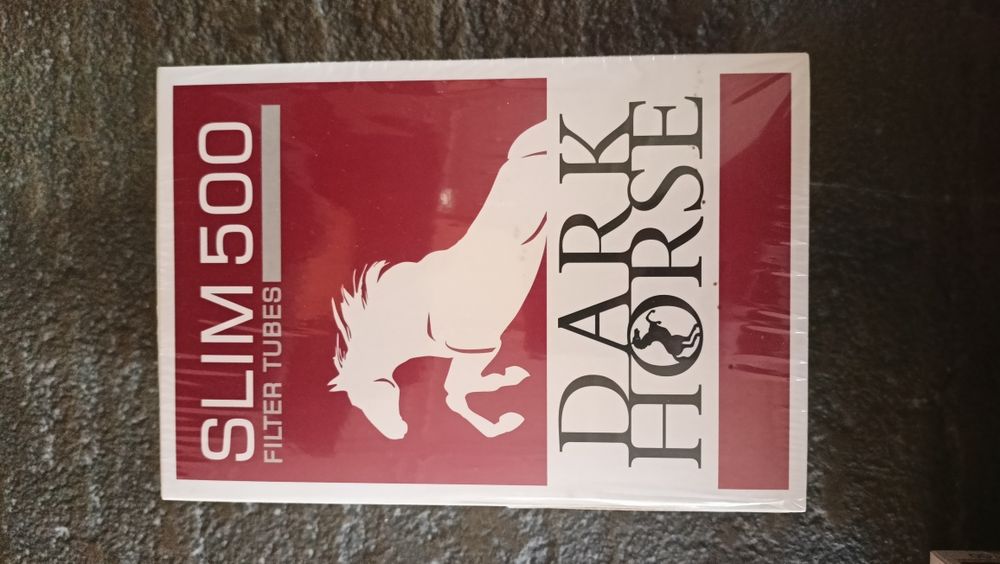 SLIM 500
FILTER TUBES
DARK
HORSE